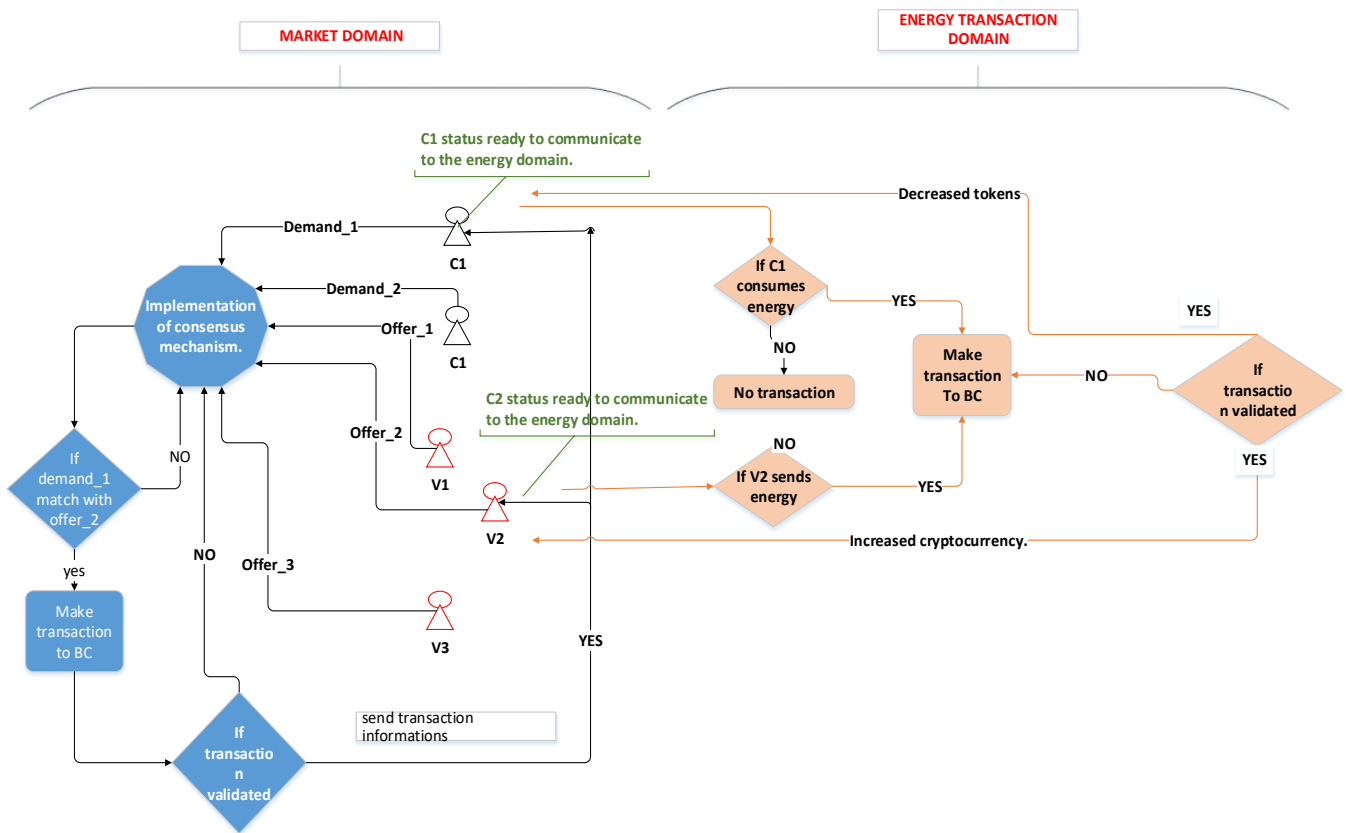 MARKET DOMAIN
ENERGY TRANSACTION
DOMAIN
C1 status ready to communicate
to the energy domain.
Decreased tokens
Demand_1
C1
If C1
consumes
energy
YES
YES
Demand_2
Implementation
of consensus
mechanism.
Offer_1
C1
NO
Make
transaction
To BC
NO
If
transactio
n validated
No transaction
C2 status ready to communicate
to the energy domain.
Offer_2
NO
V1
If
demand_1
match with
offer_2
NO
If V2 sends
energy
YES
YES
V2
Increased cryptocurrency.
NO
Offer_3
yes
Make
transaction
to BC
V3
YES
send transaction
informations
If
transactio
n
validated